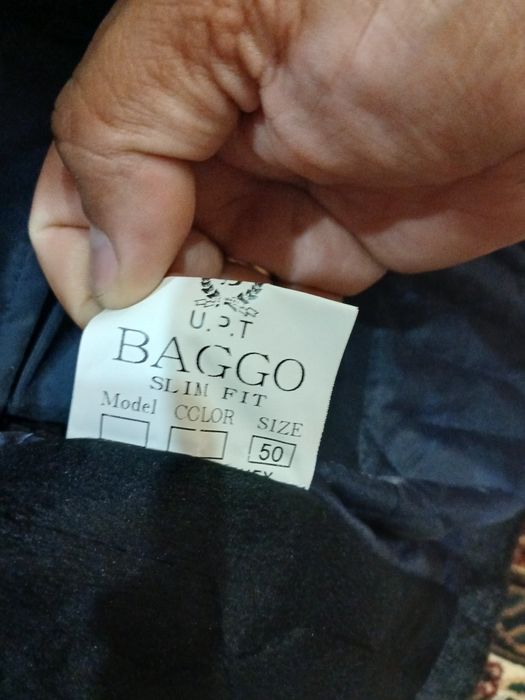 U.P.T
BAGGO
SLIM FIT
Model COLOR SIZE
50